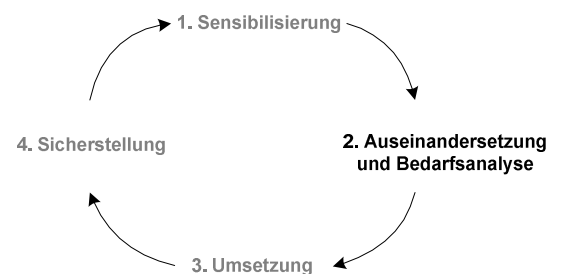 1. Sensibilisierung
2. Auseinandersetzung
und Bedarfsanalyse
3. Umsetzung
4. Sicherstellung